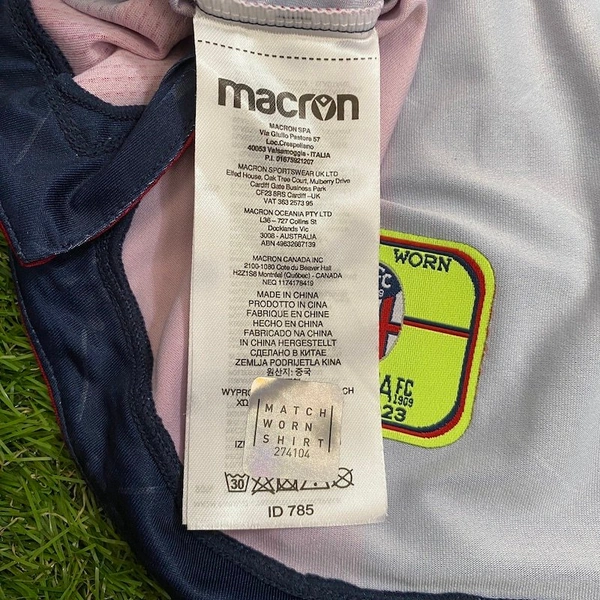 macron
MACRON SPA
Via Giulio Pastore 57
Loc.Crespellano
40053 Valsamoggia - ITALIA
P.I. 01675921207
MACRON SPORTSWEAR UK LTD
Elfed House, Oak Tree Court, Mulberry Drive
Cardiff Gate Business Park
CF23 8RS Cardiff -UK
VAT 363 2573 95
MACRON OCEANIA PTY LTD
L36 – 727 Collins St
Docklands Vic
3008 - AUSTRALIA
ABN 49632667139
MACRON CANADA INC
2100-1080 Cote du Beaver Hall
H2Z1S8 Montréal (Québec) - CANADA
NEQ 1174178419
MADE IN CHINA
PRODOTTO IN CINA
FABRIQUE EN CHINE
HECHO EN CHINA
FABRICADO NA CHINA
IN CHINA HERGESTELLT
СДЕЛАНО В КИТАЕ
ZEMLJA PODRIJETLA KINA
원산지: 중국
MATCH
WORN
SHIRT
274104
30
ID 785
WORN
FC
FC
1909
23